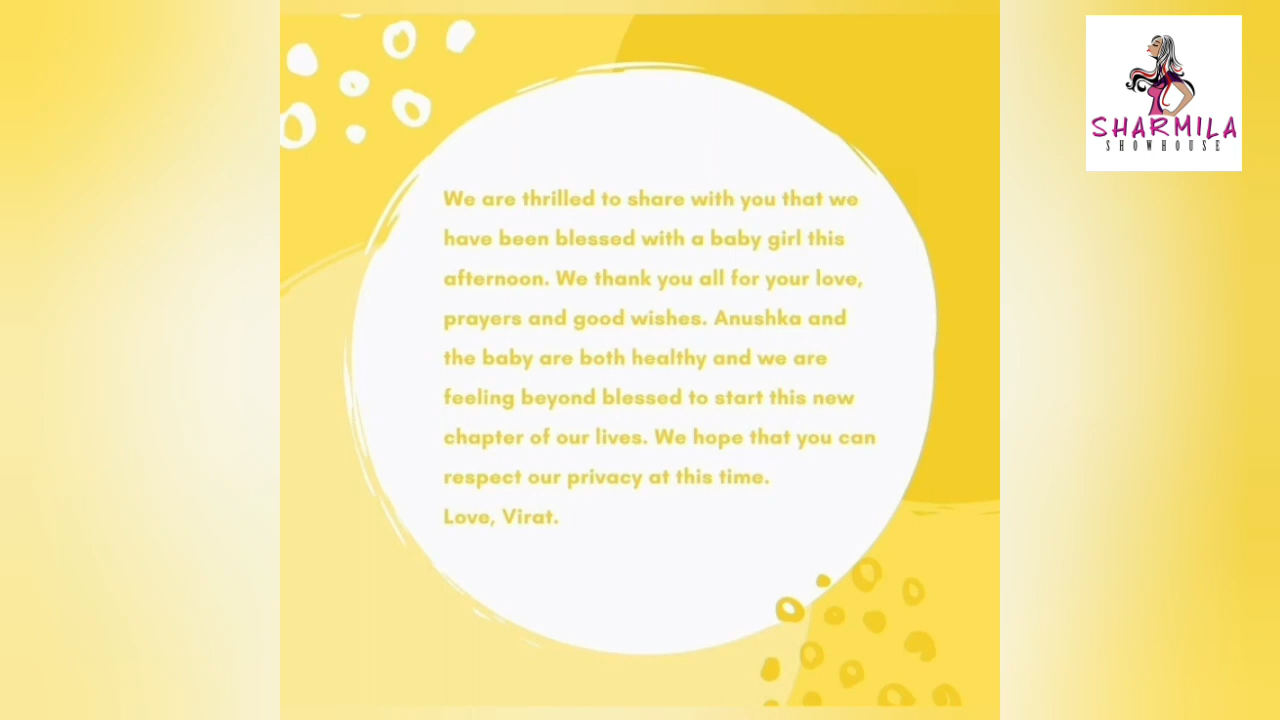 We are thrilled to share with you that we
have been blessed with a baby girl this
afternoon. We thank you all for your love,
prayers and good wishes. Anushka and
the baby are both healthy and we are
feeling beyond blessed to start this new
chapter of our lives. We hope that you can
respect our privacy at this time.
Love, Virat.
SHARMILA
SHOWHOUSE